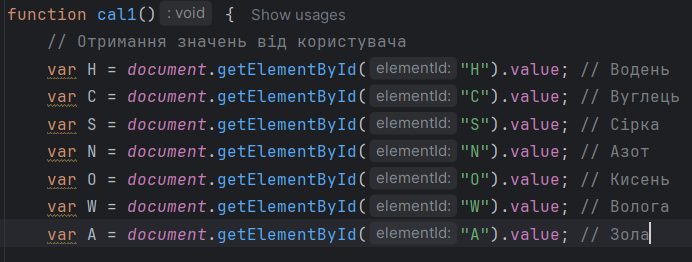 function cal1() : void { Show usages
// Отримання значень від користувача
var H = document.getElementById( elementId: "H").value; // Водень
var C = document.getElementById( elementId: "C").value; // Вуглець
var S = document.getElementById( elementId: "S").value; // Сірка
var N = document.getElementById( elementId: "N").value; // Азот
var O = document.getElementById( elementId: "O").value; // Кисень
var W = document.getElementById( elementId: "W").value; // Волога
var A = document.getElementById( elementId: "A").value; // Зола